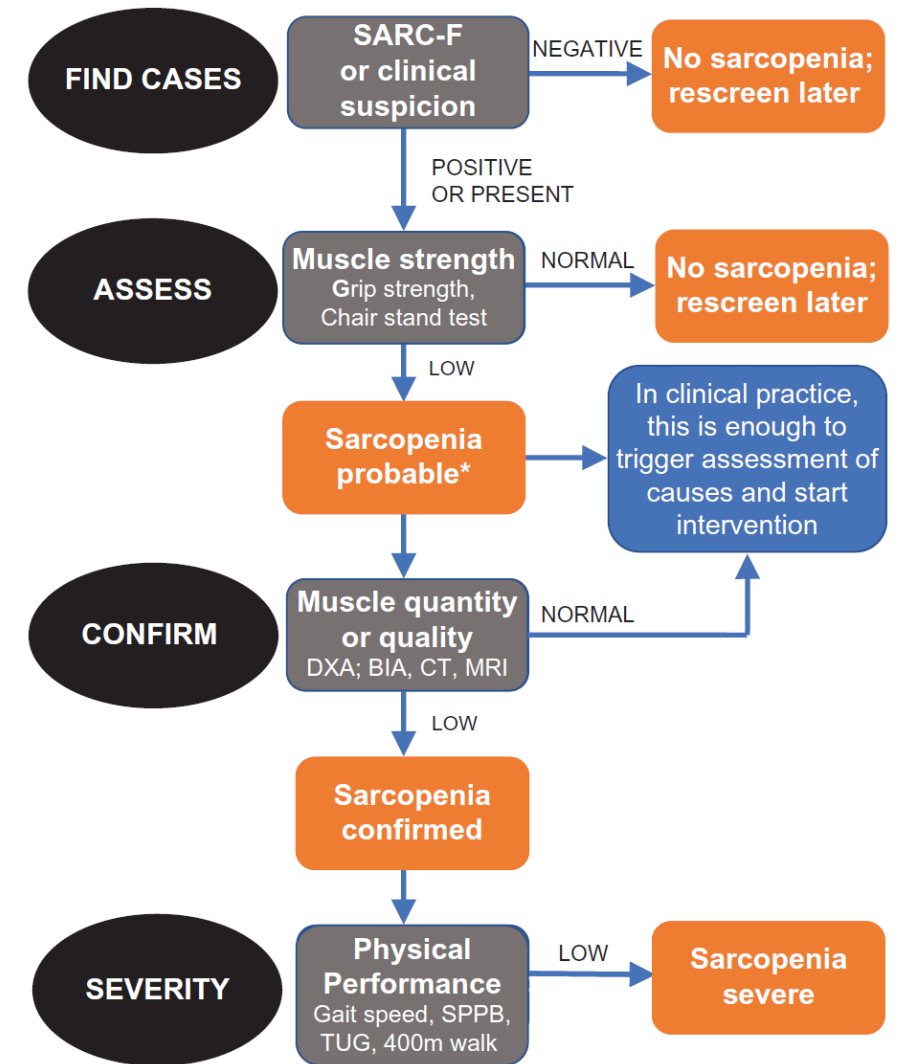 FIND CASES
SARC-F
or clinical
suspicion
NEGATIVE
No sarcopenia;
rescreen later
POSITIVE
OR PRESENT
ASSESS
Muscle strength
Grip strength,
Chair stand test
NORMAL
No sarcopenia;
rescreen later
LOW
Sarcopenia
probable*
In clinical practice,
this is enough to
trigger assessment of
causes and start
intervention
CONFIRM
Muscle quantity
or quality
DXA; BIA, CT, MRI
NORMAL
LOW
Sarcopenia
confirmed
SEVERITY
Physical
Performance
Gait speed, SPPB,
TUG, 400m walk
LOW
Sarcopenia
severe